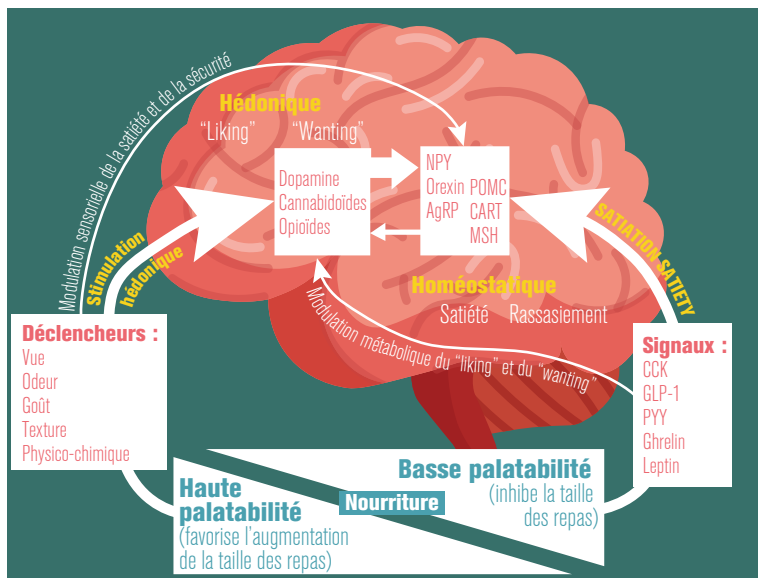 Modulation sensorielle de la satiété et de la sécurité
Hédonique
“Liking” “Wanting”
Dopamine
Cannabidoïdes
Opioïdes
NPY
Orexin
AgRP
POMC
CART
MSH
Stimulation
hédonique
SATIATION SATIETY
Homéostatique
Satiété Rassasiement
Modulation métabolique du “liking” et du “wanting”
Déclencheurs :
Vue
Odeur
Goût
Texture
Physico-chimique
Signaux :
CCK
GLP-1
PYY
Ghrelin
Leptin
Haute
palatabilité
(favorise l’augmentation
de la taille des repas)
Nourriture
Basse palatabilité
(inhibe la taille
des repas)